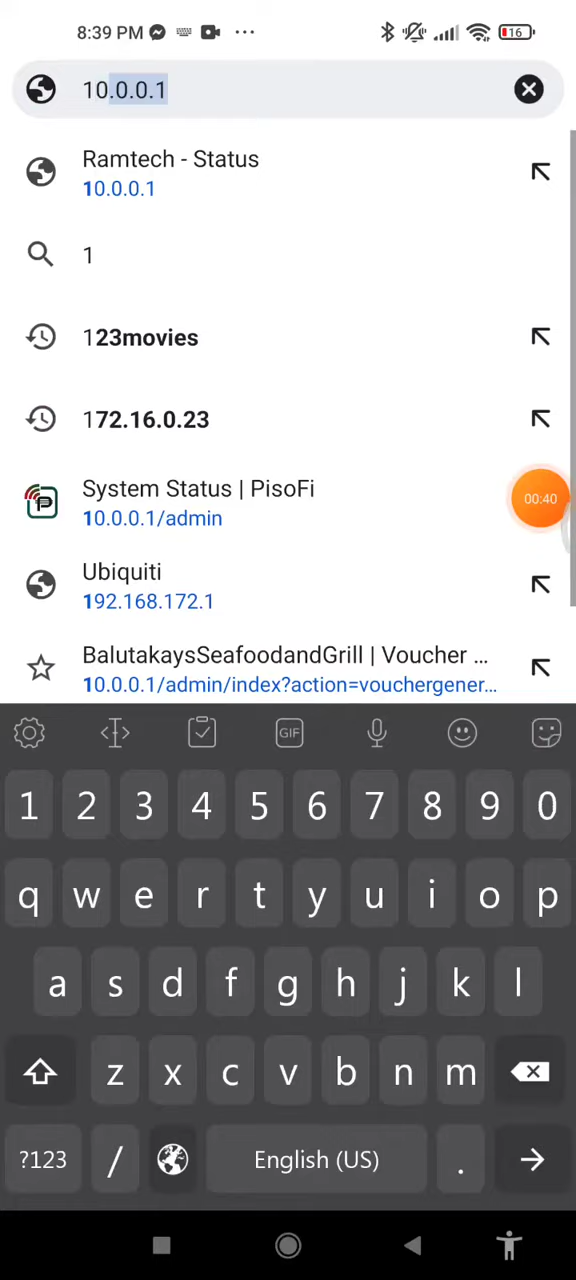 8:39 PM ... 16
10.0.0.1
Ramtech - Status
10.0.0.1
1
123movies
172.16.0.23
System Status | PisoFi
10.0.0.1/admin
00:40
Ubiquiti
192.168.172.1
BalutakaysSeafoodandGrill | Voucher ...
10.0.0.1/admin/index?action=vouchergener...
GIF
1 2 3 4 5 6 7 8 9 0
q w e r t y u i o p
a s d f g h j k l
z x c v b n m
?123 / English (US) .